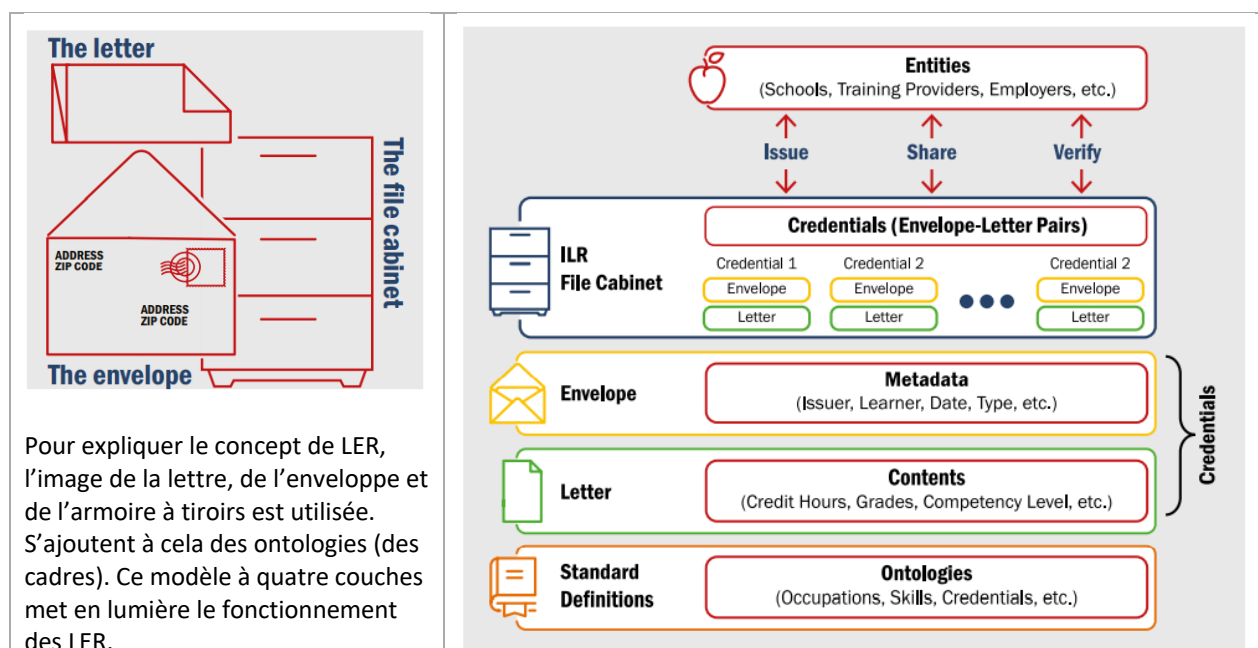 The letter
The file cabinet
ADDRESS
ZIP CODE
ADDRESS
ZIP CODE
The envelope
Pour expliquer le concept de LER,
l’image de la lettre, de l’enveloppe et
de l’armoire à tiroirs est utilisée.
S’ajoutent à cela des ontologies (des
cadres). Ce modèle à quatre couches
met en lumière le fonctionnement
des LER.
Entities
(Schools, Training Providers, Employers, etc.)
Issue
Share
Verify
ILR
File Cabinet
Credentials (Envelope-Letter Pairs)
Credential 1
Credential 2
Credential 2
Envelope
Envelope
Envelope
Letter
Letter
Letter
Envelope
Metadata
(Issuer, Learner, Date, Type, etc.)
Letter
Contents
(Credit Hours, Grades, Competency Level, etc.)
Credentials
Standard
Definitions
Ontologies
(Occupations, Skills, Credentials, etc.)